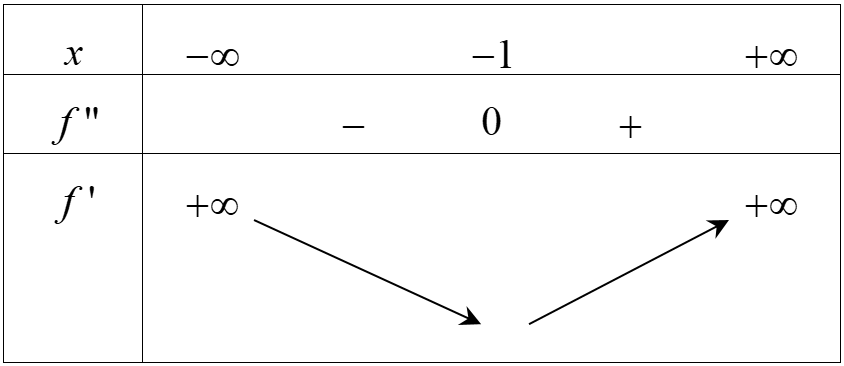 x −∞ −1 +∞
f'' − 0 +
f' +∞ +∞